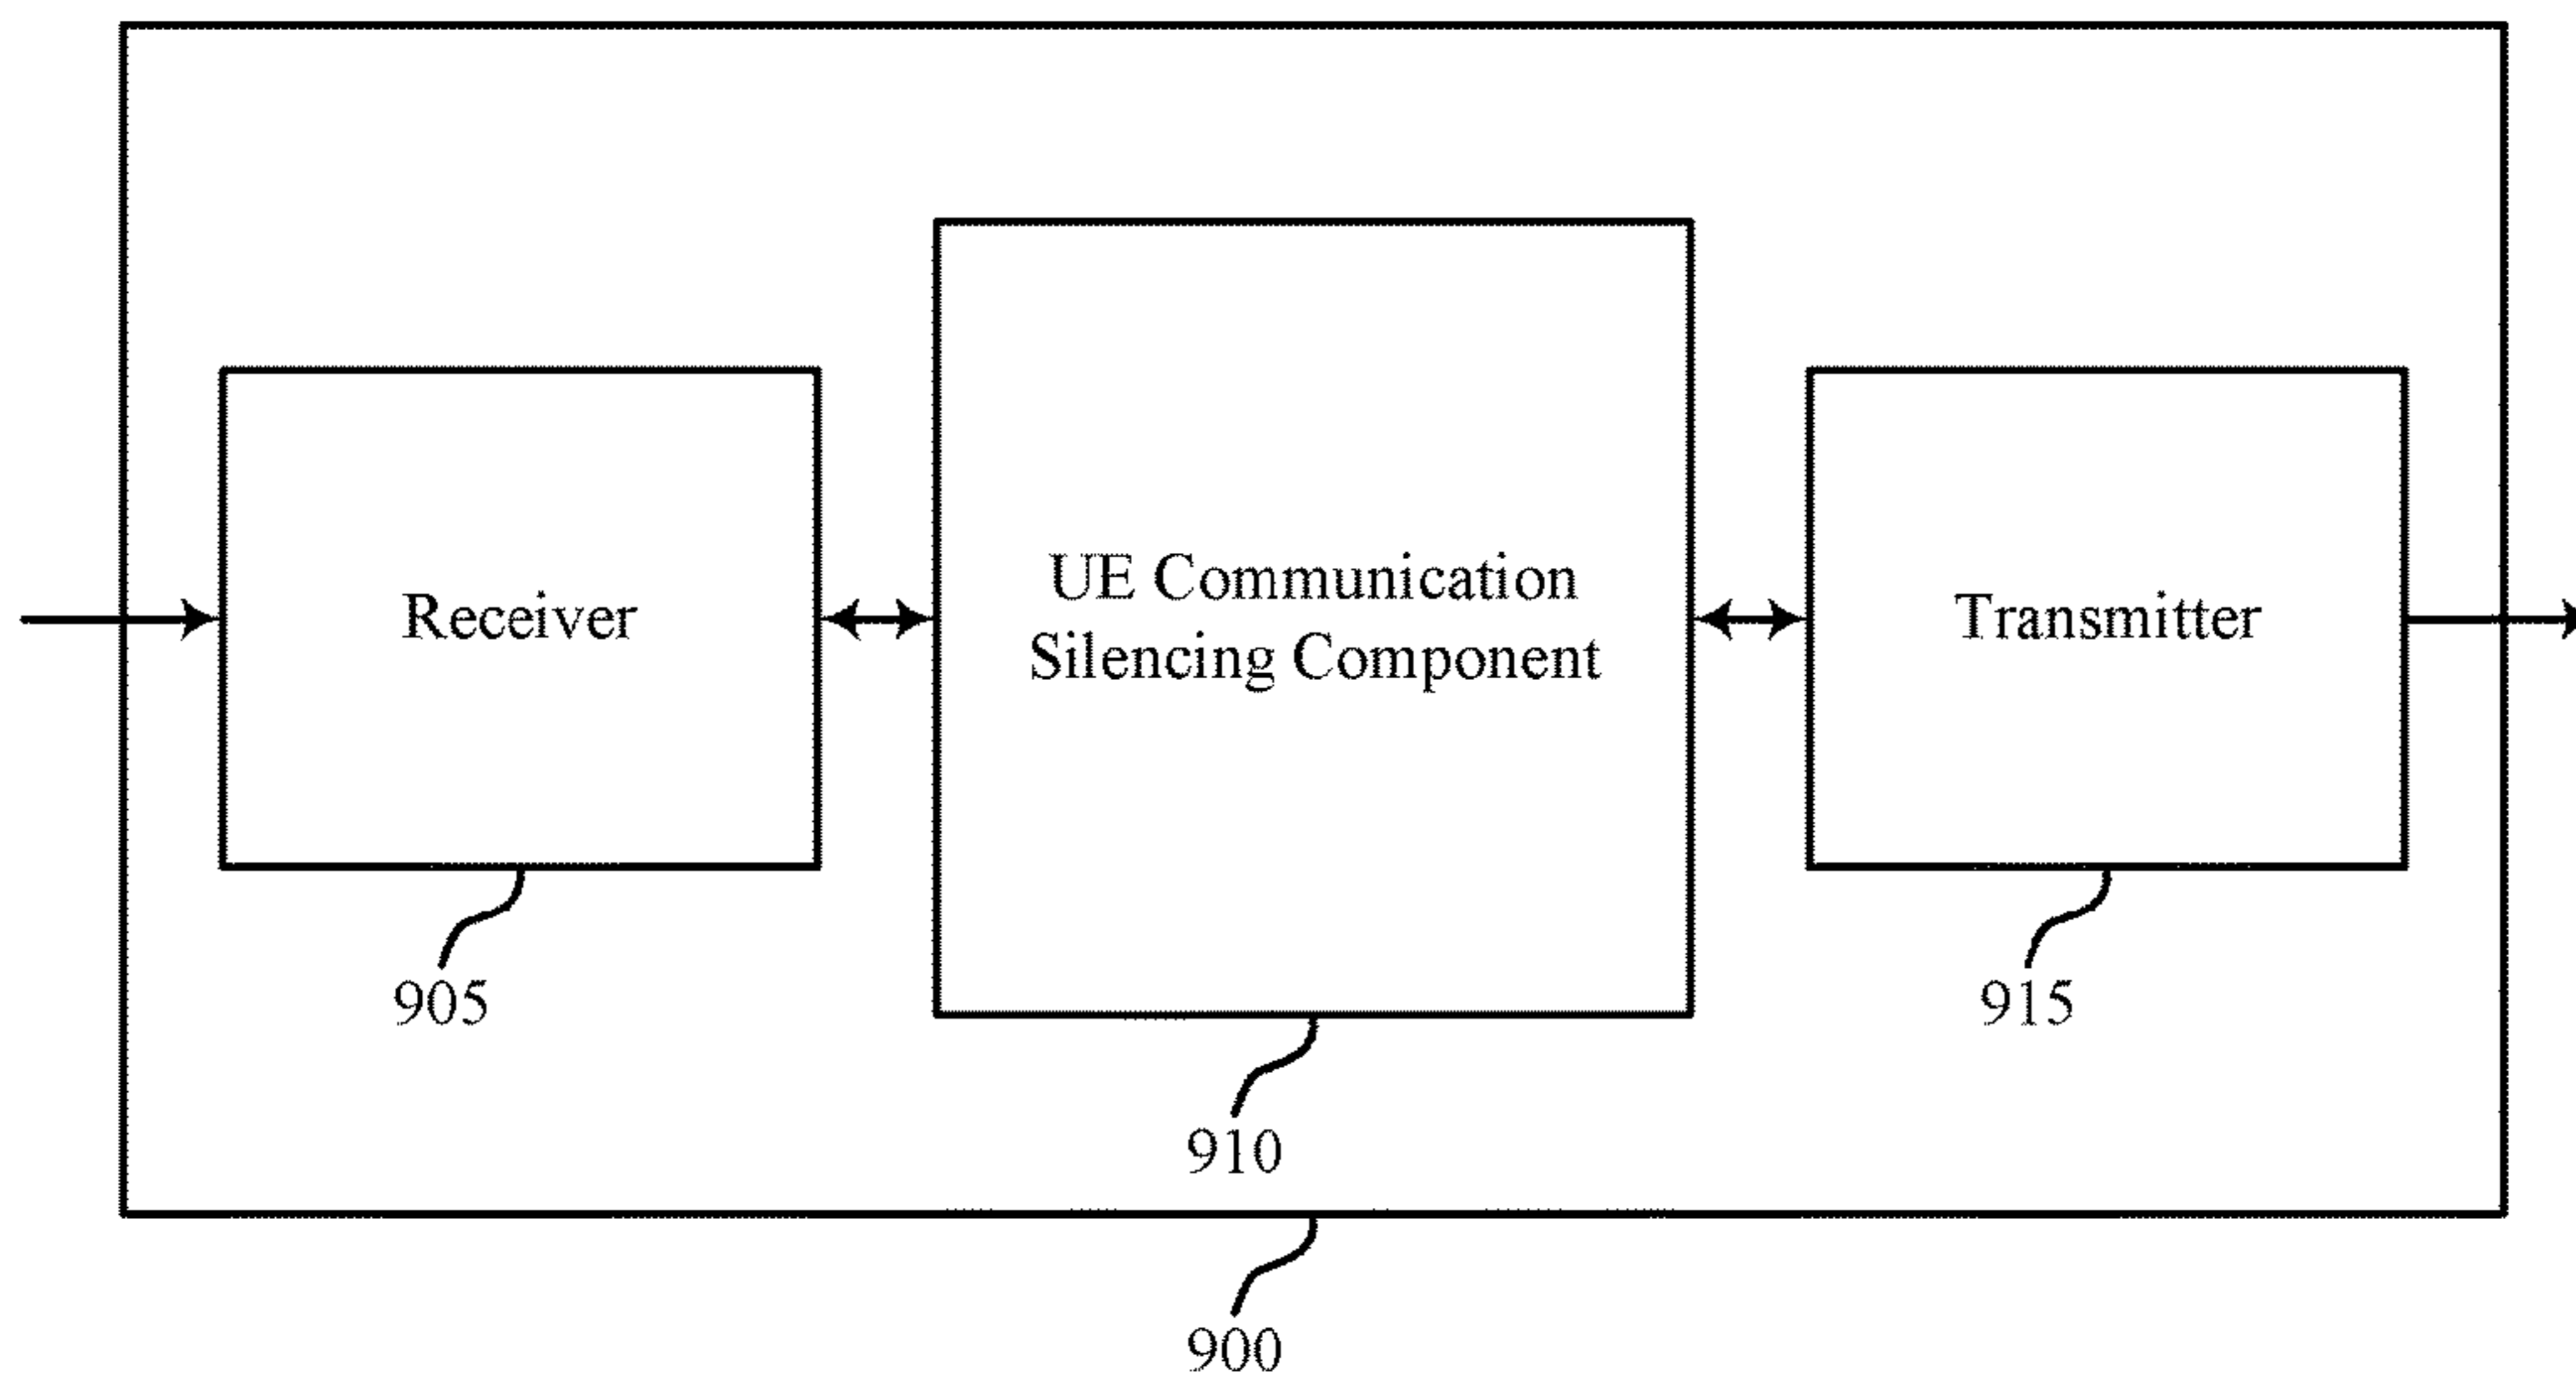 Receiver
UE Communication
Silencing Component
Transmitter
905
915
910
900